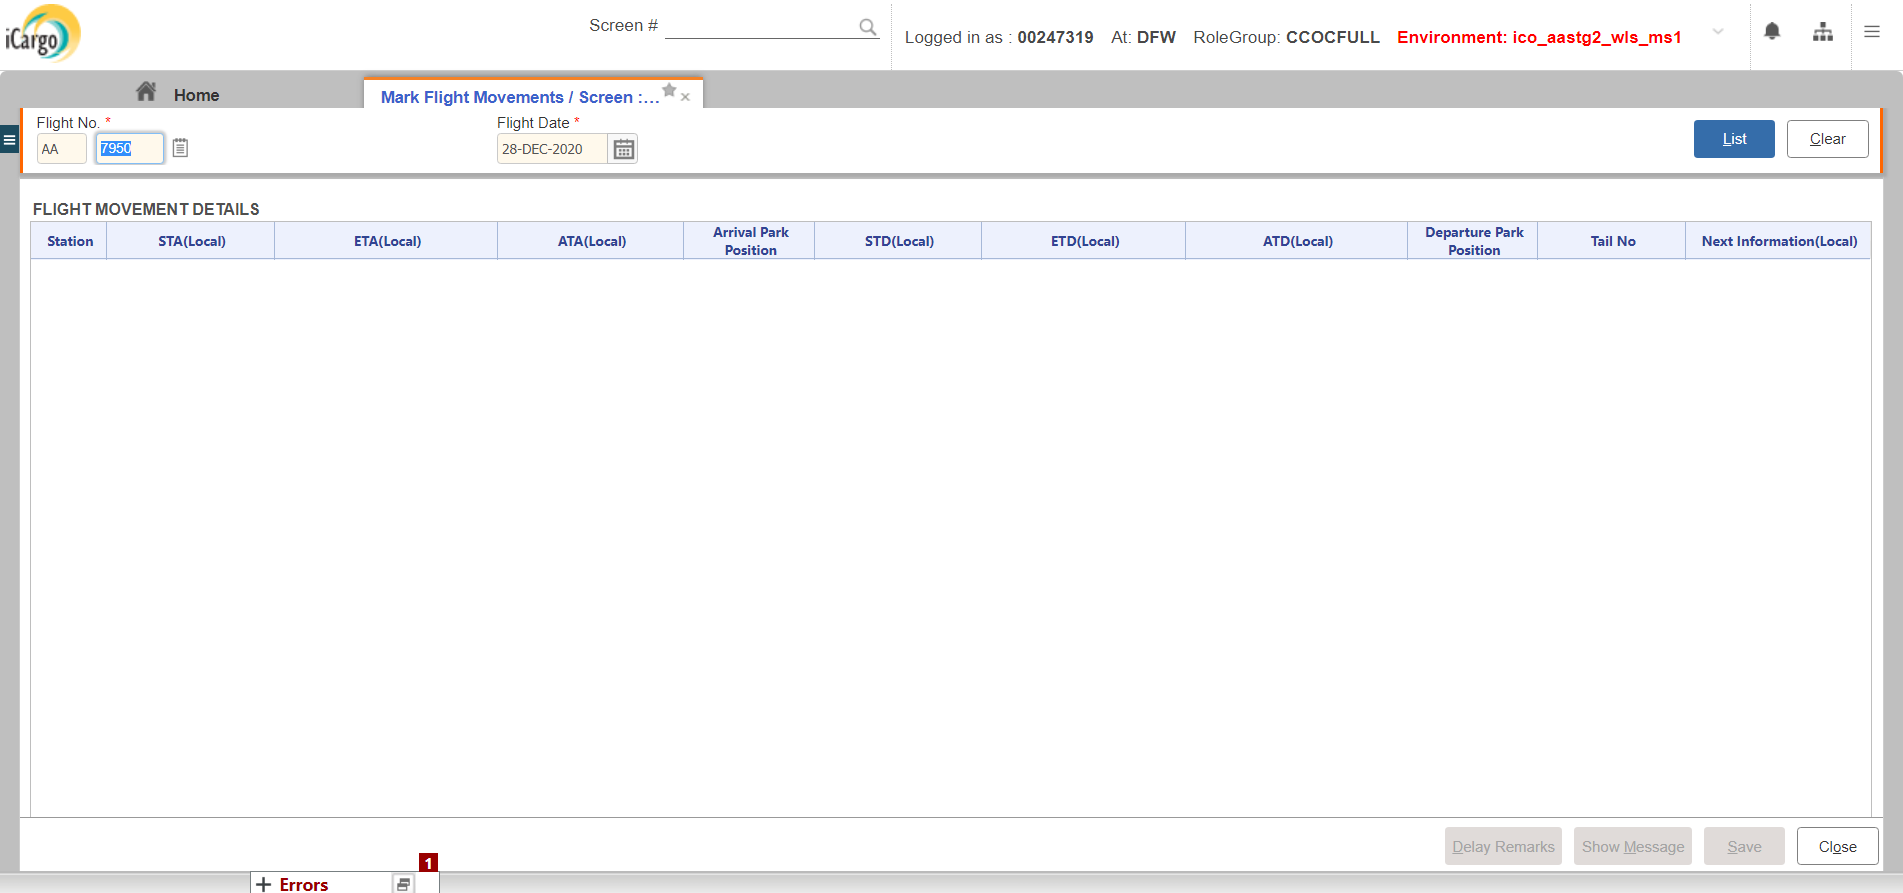 iCargo
Screen #
Logged in as : 00247319 At: DFW RoleGroup: CCOCFULL Environment: ico_aastg2_wls_ms1
Home
Mark Flight Movements / Screen :...
Flight No. *
Flight Date *
AA
7950
28-DEC-2020
List
Clear
FLIGHT MOVEMENT DETAILS
Station STA(Local) ETA(Local) ATA(Local) Arrival Park Position STD(Local) ETD(Local) ATD(Local) Departure Park Position Tail No Next Information(Local)
Delay Remarks
Show Message
Save
Close
1
Errors